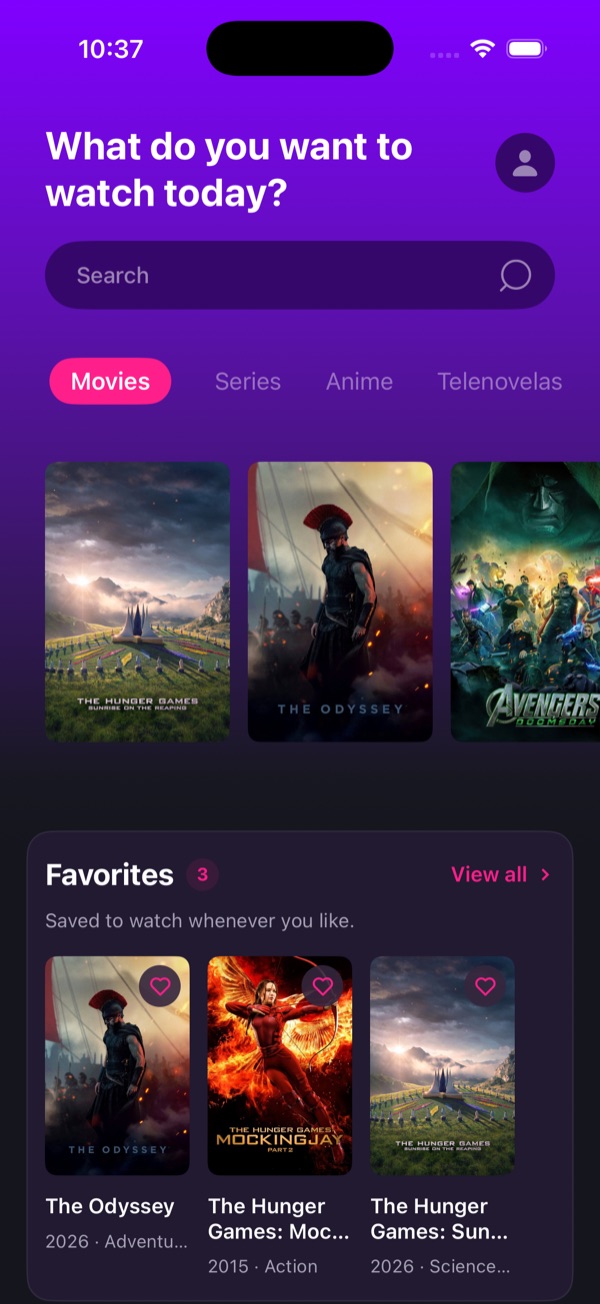 10:37
What do you want to
watch today?
Search
Movies
Series
Anime
Telenovelas
THE HUNGER GAMES
SUNRISE ON THE REAPING
THE ODYSSEY
AVENGERS
DOOMSDAY
Favorites
3
View all
Saved to watch whenever you like.
THE ODYSSEY
THE HUNGER GAMES
MOCKINGJAY
PART 2
THE HUNGER GAMES
SUNRISE ON THE REAPING
The Odyssey
2026 · Adventu...
The Hunger
Games: Moc...
2015 · Action
The Hunger
Games: Sun...
2026 · Science...